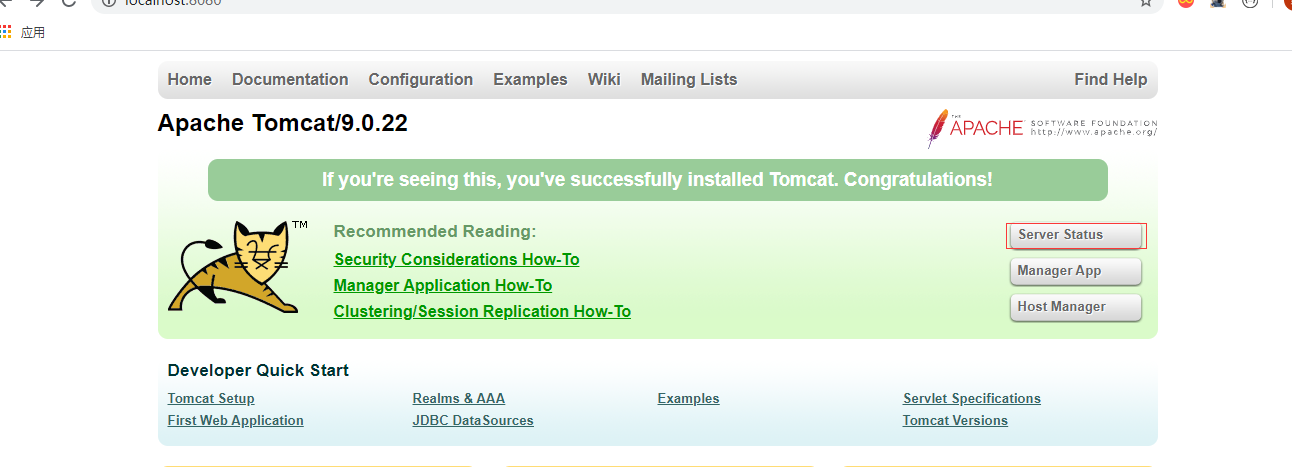 localhost:8080
应用
Home Documentation Configuration Examples Wiki Mailing Lists Find Help
Apache Tomcat/9.0.22
THE APACHE SOFTWARE FOUNDATION
http://www.apache.org/
If you're seeing this, you've successfully installed Tomcat. Congratulations!
TM
Recommended Reading:
Security Considerations How-To
Manager Application How-To
Clustering/Session Replication How-To
Server Status
Manager App
Host Manager
Developer Quick Start
Tomcat Setup Realms & AAA Examples Servlet Specifications
First Web Application JDBC DataSources Tomcat Versions